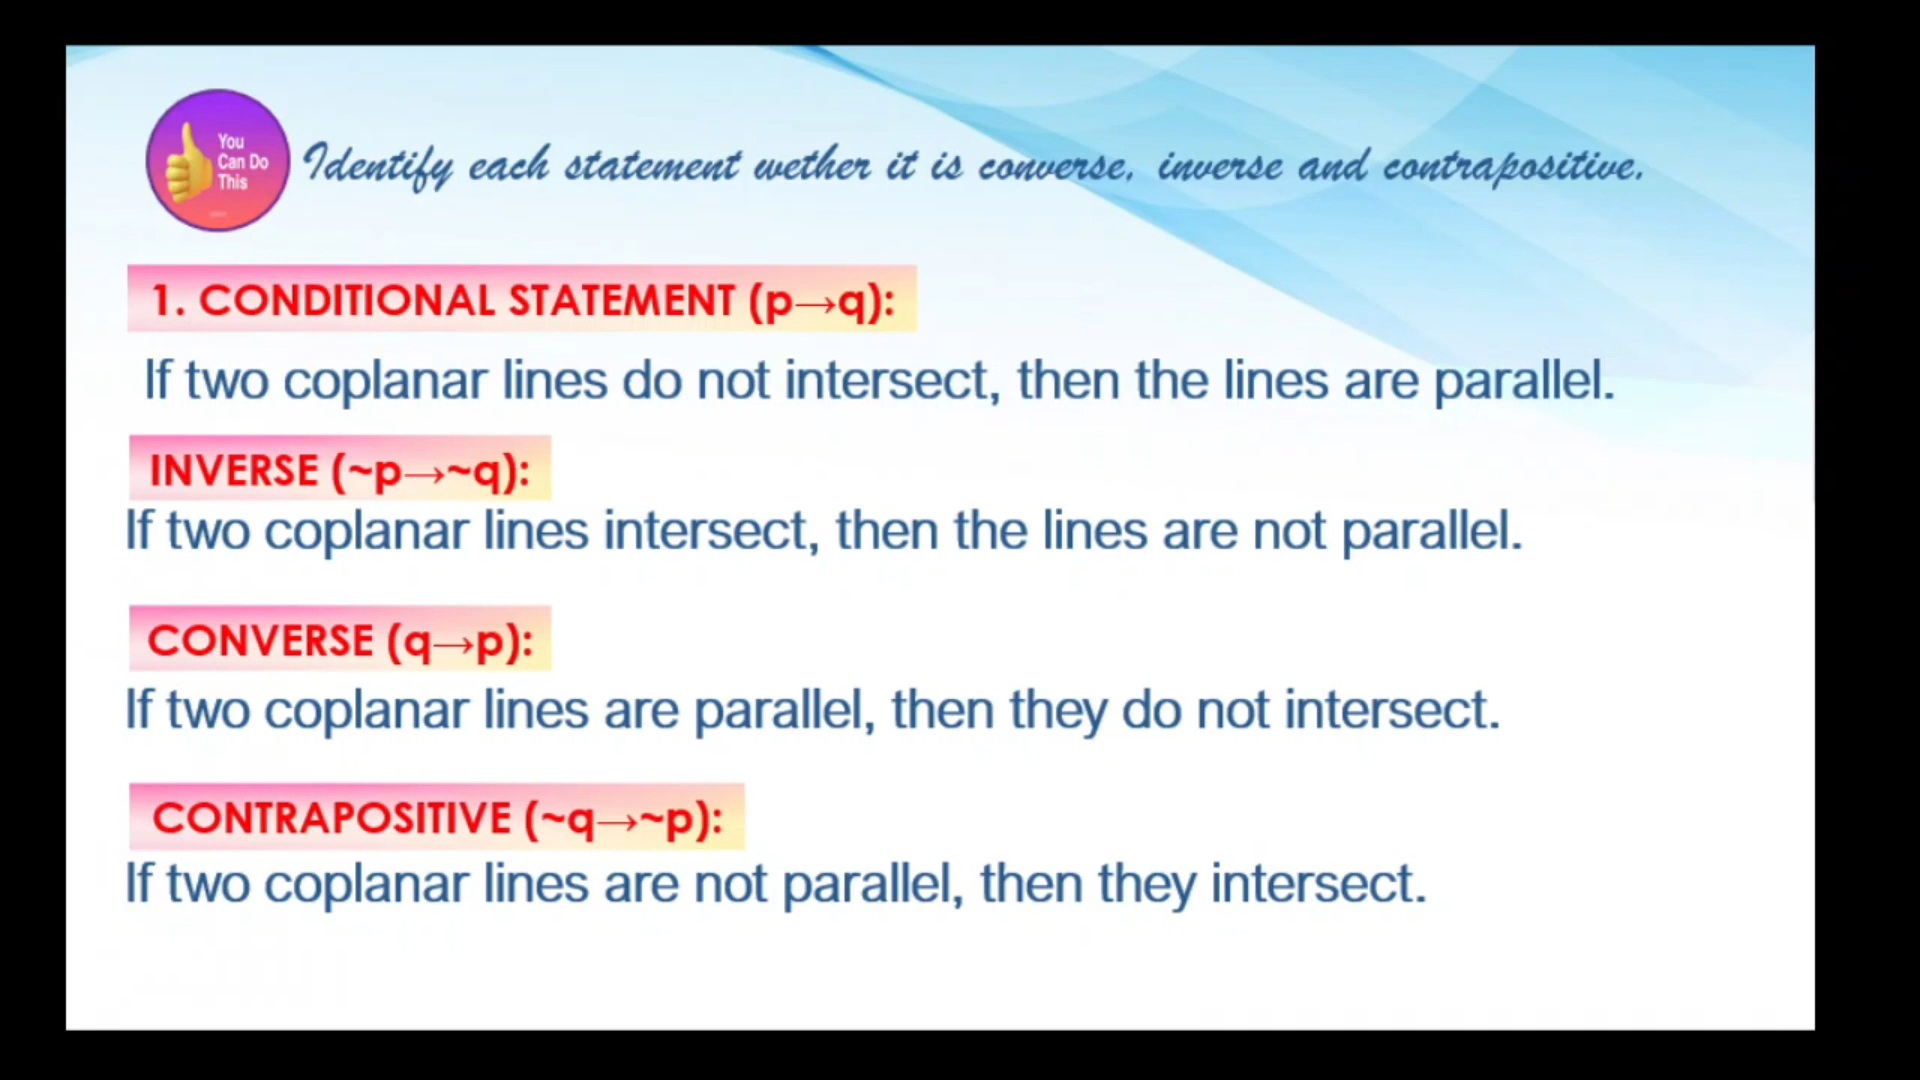 You
Can Do
This
Identify each statement wether it is converse, inverse and contrapositive.
1. CONDITIONAL STATEMENT (p→q):
If two coplanar lines do not intersect, then the lines are parallel.
INVERSE (~p→~q):
If two coplanar lines intersect, then the lines are not parallel.
CONVERSE (q→p):
If two coplanar lines are parallel, then they do not intersect.
CONTRAPOSITIVE (~q→~p):
If two coplanar lines are not parallel, then they intersect.